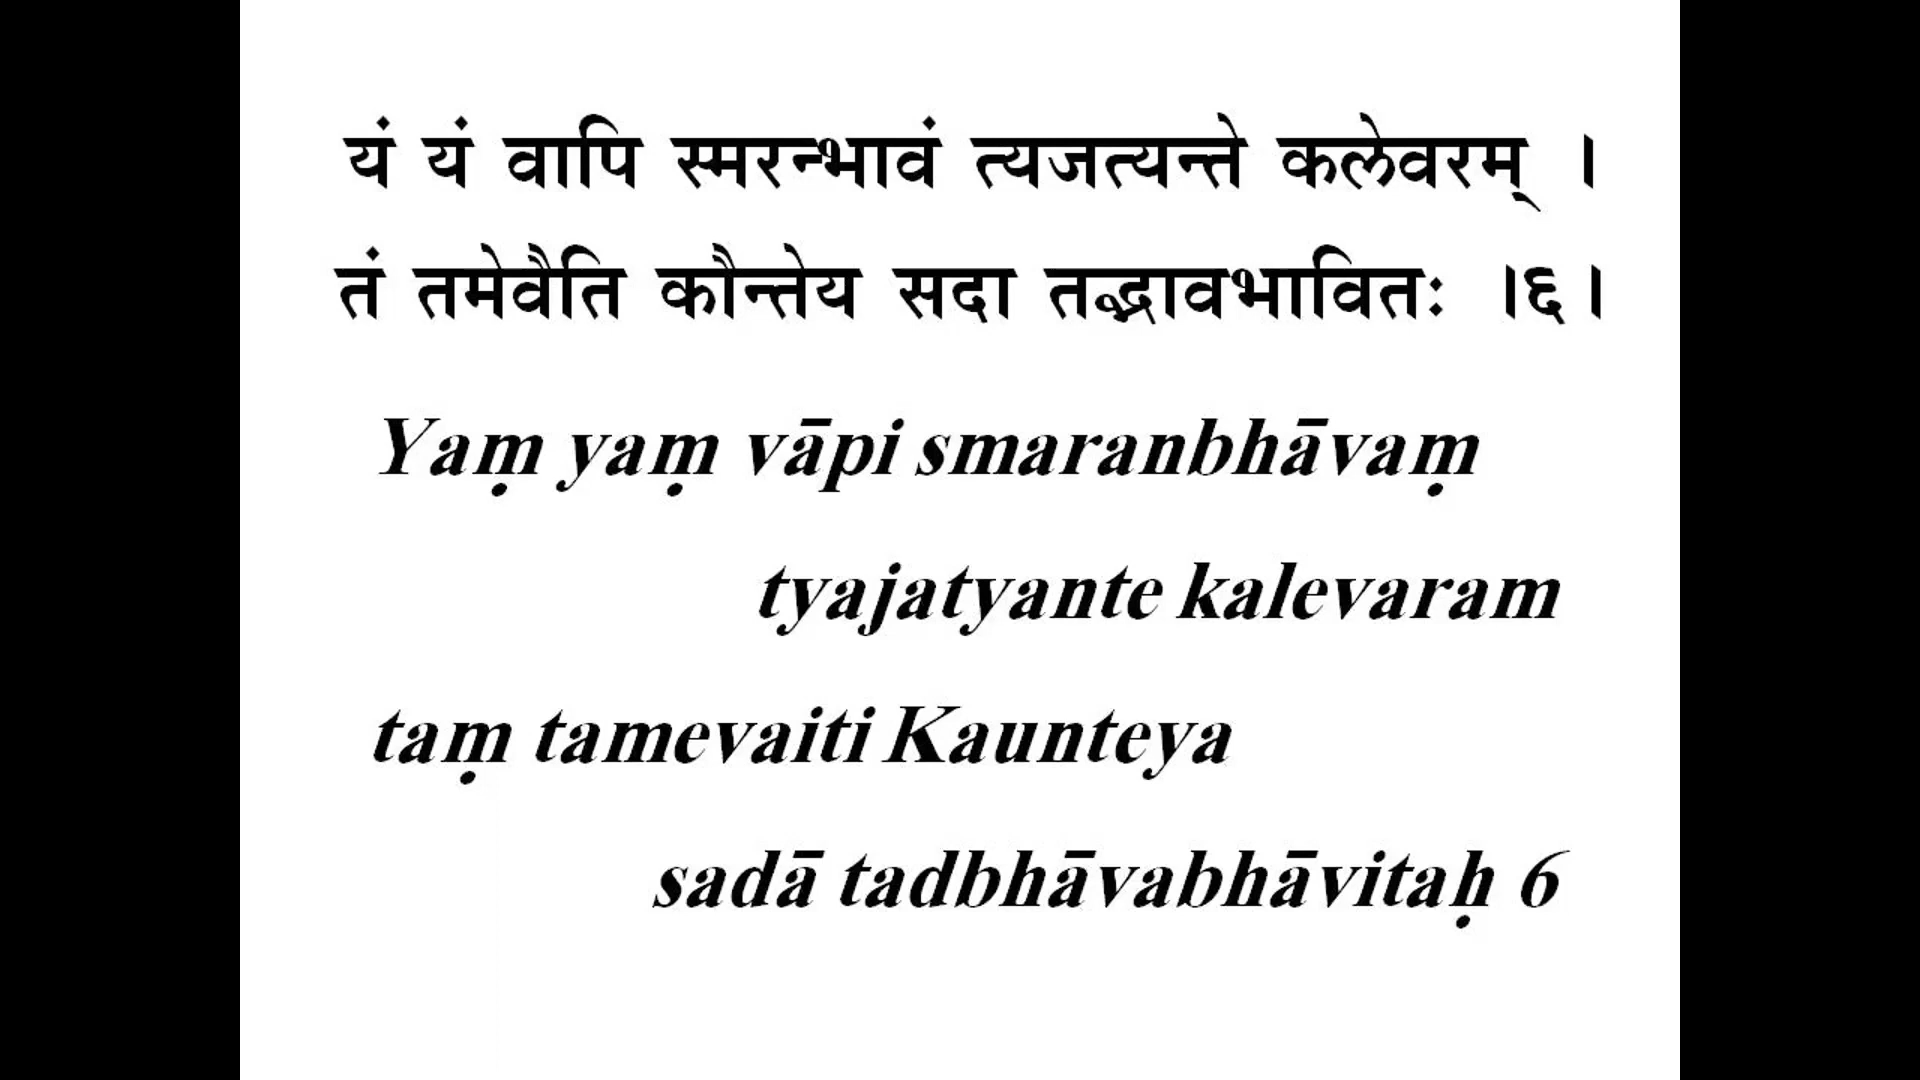 यं यं वापि स्मरन्भावं त्यजत्यन्ते कलेवरम् ।
तं तमेवैति कौन्तेय सदा तद्भावभावितः ।६।
Yaṃ yaṃ vāpi smaranbhāvaṃ
tyajatyante kalevaram
taṃ tamevaiti Kaunteya
sadā tadbhāvabhāvitaḥ 6